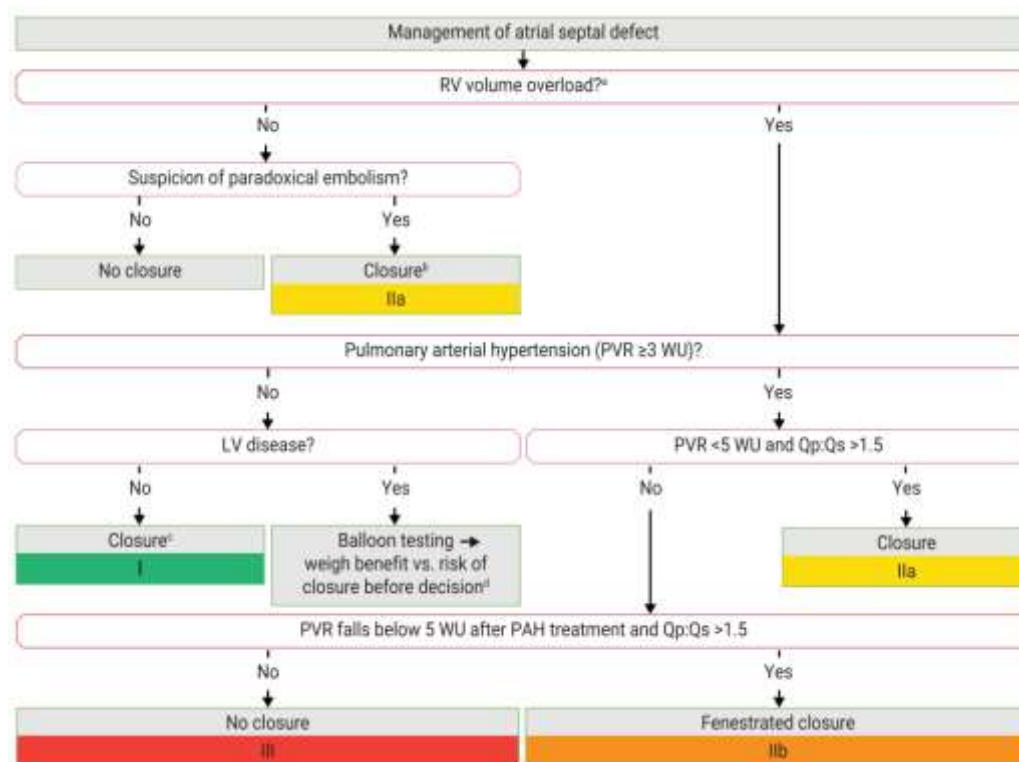 Management of atrial septal defect
RV volume overload?ᵃ
No
Yes
Suspicion of paradoxical embolism?
No
Yes
No closure
Closureᵇ
IIa
Pulmonary arterial hypertension (PVR ≥3 WU)?
No
Yes
LV disease?
PVR <5 WU and Qp:Qs >1.5
No
Yes
No
Yes
Closureᶜ
I
Balloon testing →
weigh benefit vs. risk of
closure before decisionᵈ
Closure
IIa
PVR falls below 5 WU after PAH treatment and Qp:Qs >1.5
No
Yes
No closure
III
Fenestrated closure
IIb